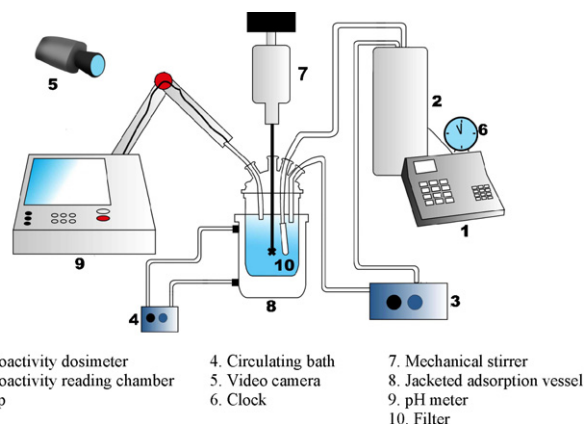 5
7
2
6
1
9
10
4
8
3
oactivity dosimeter
oactivity reading chamber
p
4. Circulating bath
5. Video camera
6. Clock
7. Mechanical stirrer
8. Jacketed adsorption vessel
9. pH meter
10. Filter